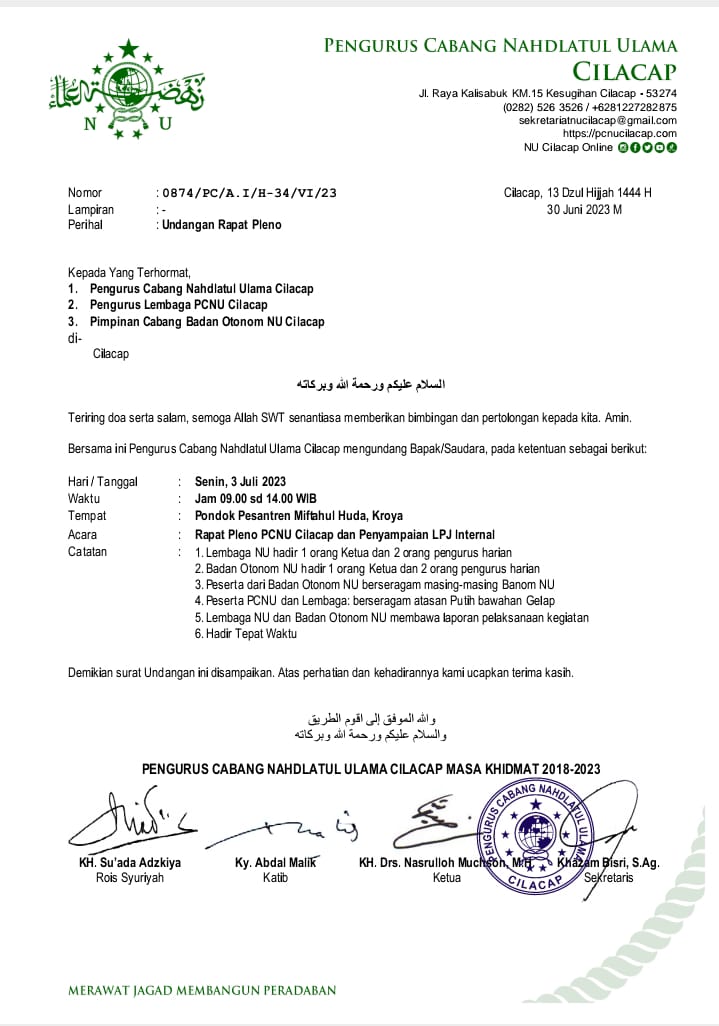 PENGURUS CABANG NAHDLATUL ULAMA
CILACAP
Jl. Raya Kalisabuk KM.15 Kesugihan Cilacap - 53274
(0282) 526 3526 / +6281227282875
sekretariatnucilacap@gmail.com
https://pcnucilacap.com
NU Cilacap Online
نهضة العلماء
N U
Nomor : 0874/PC/A.I/H-34/VI/23
Cilacap, 13 Dzul Hijjah 1444 H
Lampiran : -
30 Juni 2023 M
Perihal : Undangan Rapat Pleno
Kepada Yang Terhormat,
1. Pengurus Cabang Nahdlatul Ulama Cilacap
2. Pengurus Lembaga PCNU Cilacap
3. Pimpinan Cabang Badan Otonom NU Cilacap
di-
Cilacap
السلام عليكم ورحمة الله وبركاته
Teriring doa serta salam, semoga Allah SWT senantiasa memberikan bimbingan dan pertolongan kepada kita. Amin.
Bersama ini Pengurus Cabang Nahdlatul Ulama Cilacap mengundang Bapak/Saudara, pada ketentuan sebagai berikut:
Hari / Tanggal : Senin, 3 Juli 2023
Waktu : Jam 09.00 sd 14.00 WIB
Tempat : Pondok Pesantren Miftahul Huda, Kroya
Acara : Rapat Pleno PCNU Cilacap dan Penyampaian LPJ Internal
Catatan : 1. Lembaga NU hadir 1 orang Ketua dan 2 orang pengurus harian
2. Badan Otonom NU hadir 1 orang Ketua dan 2 orang pengurus harian
3. Peserta dari Badan Otonom NU berseragam masing-masing Banom NU
4. Peserta PCNU dan Lembaga: berseragam atasan Putih bawahan Gelap
5. Lembaga NU dan Badan Otonom NU membawa laporan pelaksanaan kegiatan
6. Hadir Tepat Waktu
Demikian surat Undangan ini disampaikan. Atas perhatian dan kehadirannya kami ucapkan terima kasih.
والله الموفق إلى اقوم الطريق
والسلام عليكم ورحمة الله وبركاته
PENGURUS CABANG NAHDLATUL ULAMA CILACAP MASA KHIDMAT 2018-2023
PENGURUS CABANG NAHDLATUL ULAMA
CILACAP
KH. Su'ada Adzkiya
Ky. Abdal Malik
KH. Drs. Nasrulloh Muchson, M.H.
Khazam Bisri, S.Ag.
Rois Syuriyah
Katib
Ketua
Sekretaris
MERAWAT JAGAD MEMBANGUN PERADABAN